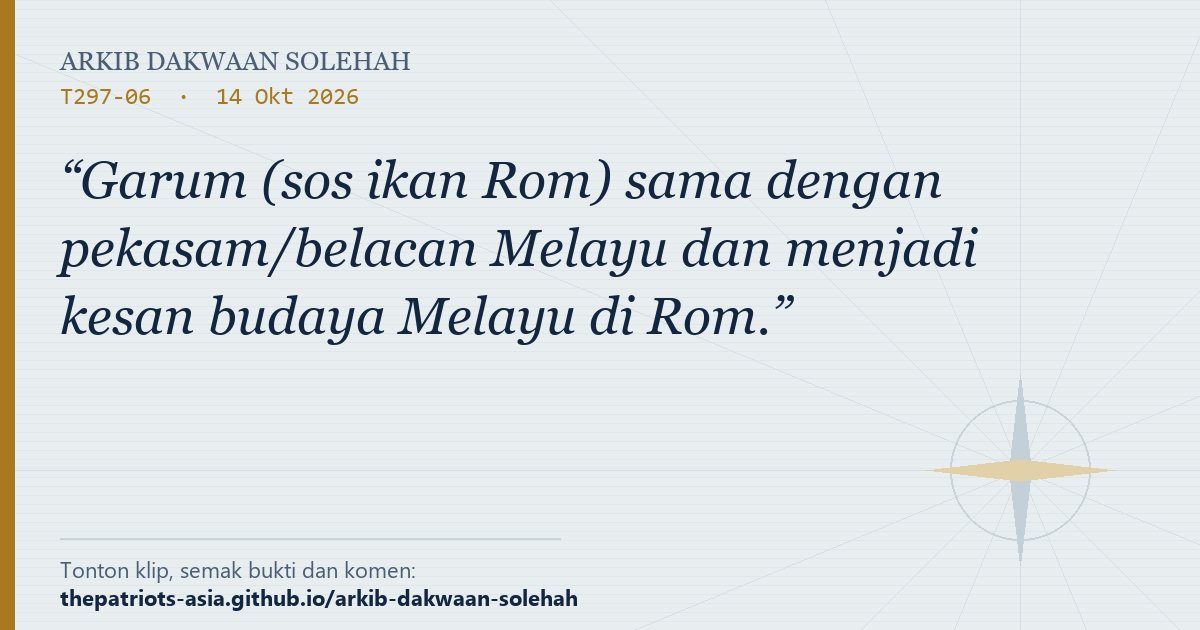 ARKIB DAKWAAN SOLEHAH
T297-06 · 14 Okt 2026
“Garum (sos ikan Rom) sama dengan
pekasam/belacan Melayu dan menjadi
kesan budaya Melayu di Rom.”
Tonton klip, semak bukti dan komen:
thepatriots-asia.github.io/arkib-dakwaan-solehah